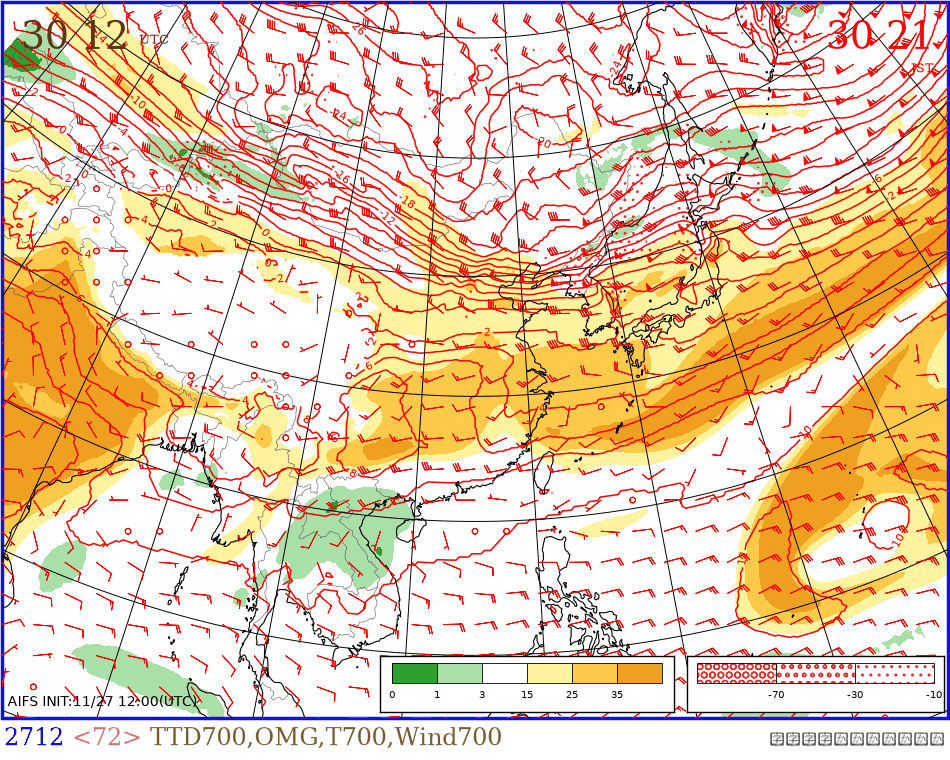 30 12 UTC
30 21 JST
0 1 3 15 25 35
-70 -30 -10
AIFS INIT:11/27 12:00(UTC)
2712 <72> TTD700,OMG,T700,Wind700